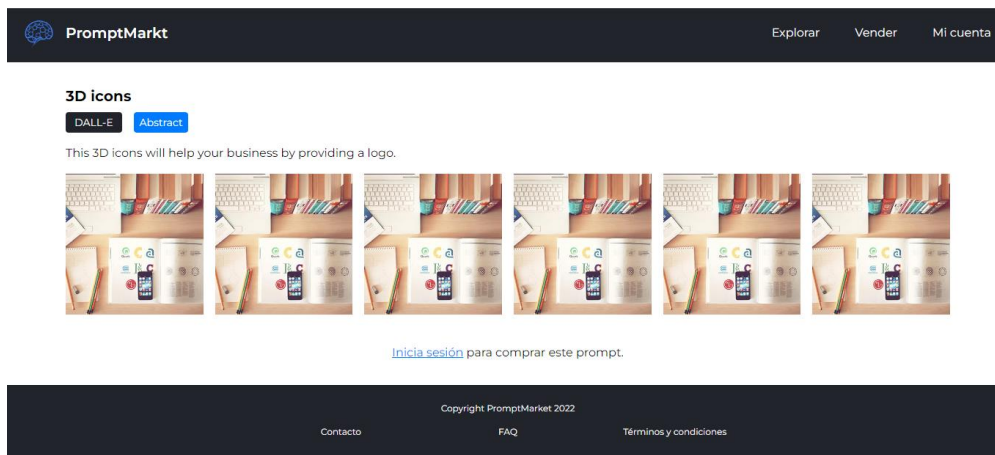 PromptMarkt
Explorar Vender Mi cuenta
3D icons
DALL-E Abstract
This 3D icons will help your business by providing a logo.
Inicia sesión para comprar este prompt.
Copyright PromptMarket 2022
Contacto FAQ Términos y condiciones